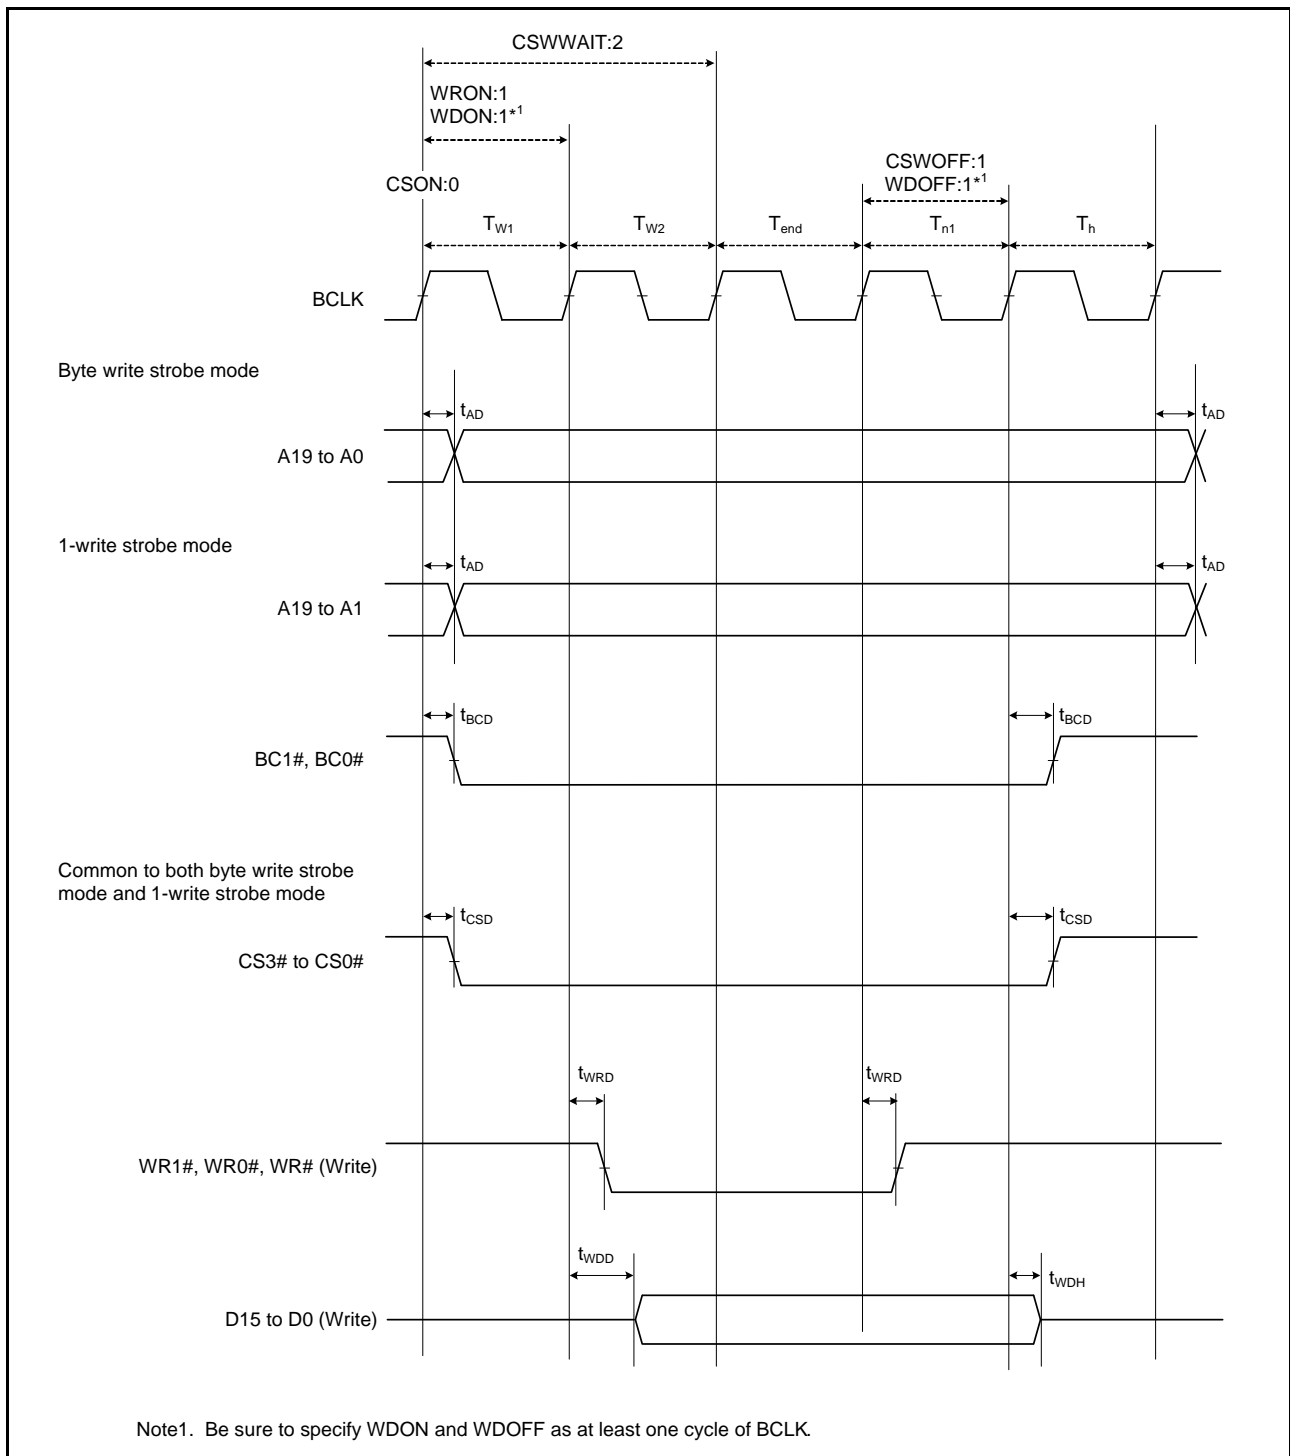 CSWWAIT:2
WRON:1
WDON:1*1
CSON:0
CSWOFF:1
WDOFF:1*1
TW1
TW2
Tend
Tn1
Th
BCLK
Byte write strobe mode
tAD
tAD
A19 to A0
1-write strobe mode
tAD
tAD
A19 to A1
tBCD
tBCD
BC1#, BC0#
Common to both byte write strobe
mode and 1-write strobe mode
tCSD
tCSD
CS3# to CS0#
tWRD
tWRD
WR1#, WR0#, WR# (Write)
tWDD
tWDH
D15 to D0 (Write)
Note1. Be sure to specify WDON and WDOFF as at least one cycle of BCLK.